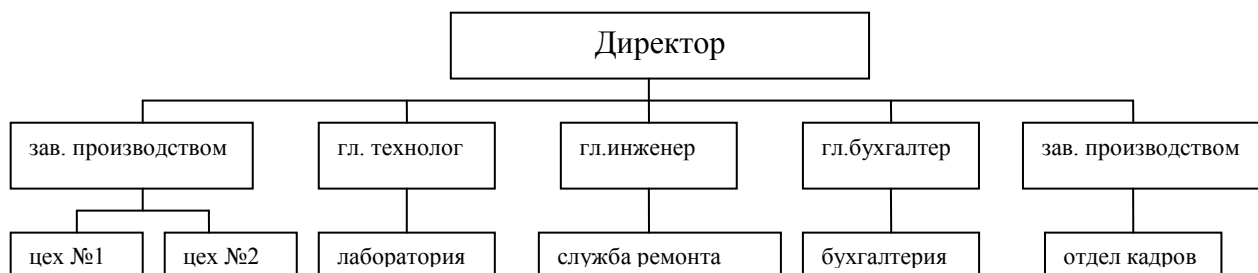 Директор
зав. производством
гл. технолог
гл.инженер
гл.бухгалтер
зав. производством
цех №1
цех №2
лаборатория
служба ремонта
бухгалтерия
отдел кадров